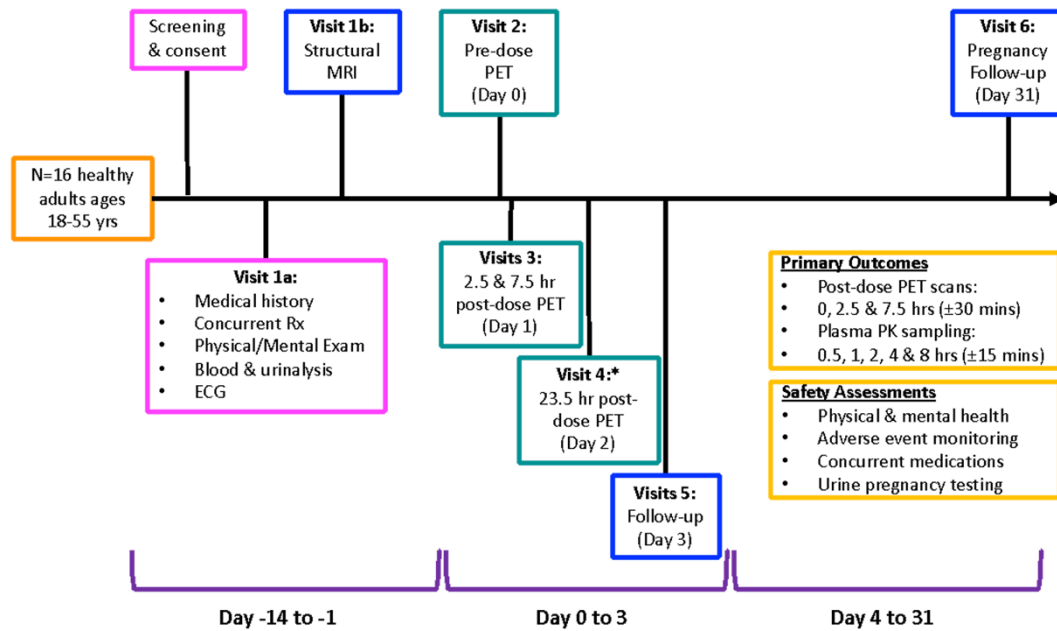 Screening
& consent
Visit 1b:
Structural
MRI
Visit 2:
Pre-dose
PET
(Day 0)
Visit 6:
Pregnancy
Follow-up
(Day 31)
N=16 healthy
adults ages
18-55 yrs
Visit 1a:
• Medical history
• Concurrent Rx
• Physical/Mental Exam
• Blood & urinalysis
• ECG
Visits 3:
2.5 & 7.5 hr
post-dose PET
(Day 1)
Visit 4:*
23.5 hr post-
dose PET
(Day 2)
Visits 5:
Follow-up
(Day 3)
Primary Outcomes
• Post-dose PET scans:
• 0, 2.5 & 7.5 hrs (±30 mins)
• Plasma PK sampling:
• 0.5, 1, 2, 4 & 8 hrs (±15 mins)
Safety Assessments
• Physical & mental health
• Adverse event monitoring
• Concurrent medications
• Urine pregnancy testing
Day -14 to -1
Day 0 to 3
Day 4 to 31